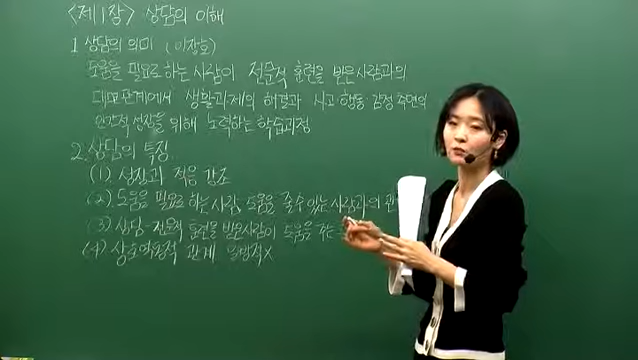 <제1장> 상담의 이해
1 상담의 의미 (이장호)
도움을 필요로 하는 사람이 전문적 훈련을 받은사람과의
대면관계에서 생활과제의 해결과 사고 행동·감정 측면의
인간적 성장을 위해 노력하는 학습과정
2. 상담의 특징
(1) 성장과 적응 강조
(2) 도움을 필요로 하는 사람, 도움을 줄수 있는 사람과의 관
(3) 상담-전문적 훈련을 받은사람이 도움을 주는
(4) 상호작용적 관계 일방적x